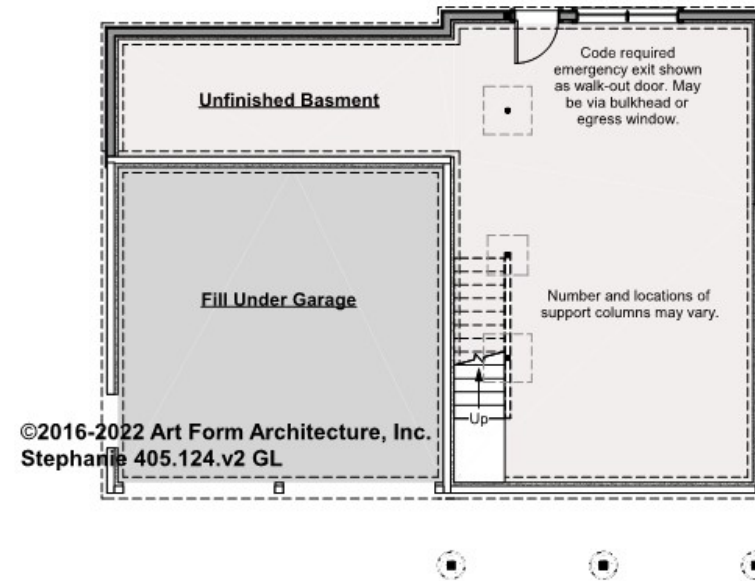 Code required
emergency exit shown
as walk-out door. May
be via bulkhead or
egress window.
Unfinished Basment
Fill Under Garage
Number and locations of
support columns may vary.
Up
©2016-2022 Art Form Architecture, Inc.
Stephanie 405.124.v2 GL